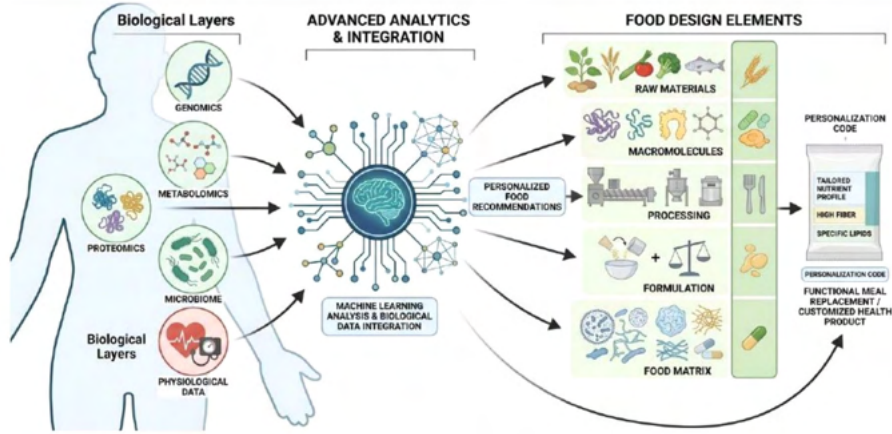 Biological Layers
GENOMICS
METABOLOMICS
PROTEOMICS
MICROBIOME
Biological
Layers
PHYSIOLOGICAL
DATA
ADVANCED ANALYTICS
& INTEGRATION
MACHINE LEARNING
ANALYSIS & BIOLOGICAL
DATA INTEGRATION
PERSONALIZED
FOOD
RECOMMENDATIONS
FOOD DESIGN ELEMENTS
RAW MATERIALS
MACROMOLECULES
PROCESSING
FORMULATION
FOOD MATRIX
PERSONALIZATION
CODE
TAILORED
NUTRIENT
PROFILE
HIGH FIBER
SPECIFIC LIPIDS
PERSONALIZATION CODE
FUNCTIONAL MEAL
REPLACEMENT /
CUSTOMIZED HEALTH
PRODUCT